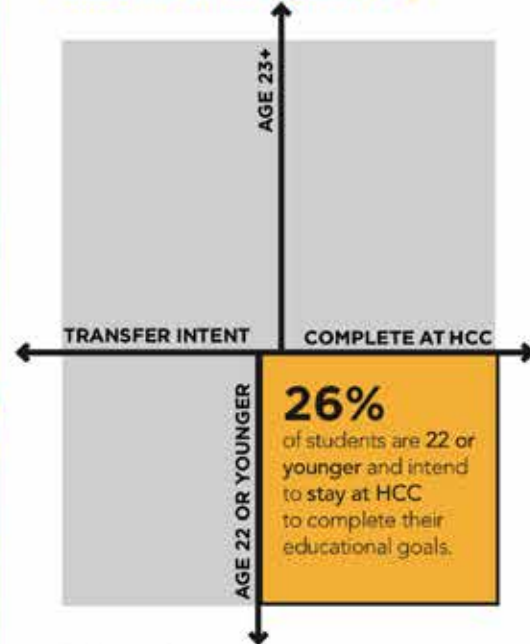 AGE 23+
TRANSFER INTENT
COMPLETE AT HCC
AGE 22 OR YOUNGER
26%
of students are 22 or
younger and intend
to stay at HCC
to complete their
educational goals.